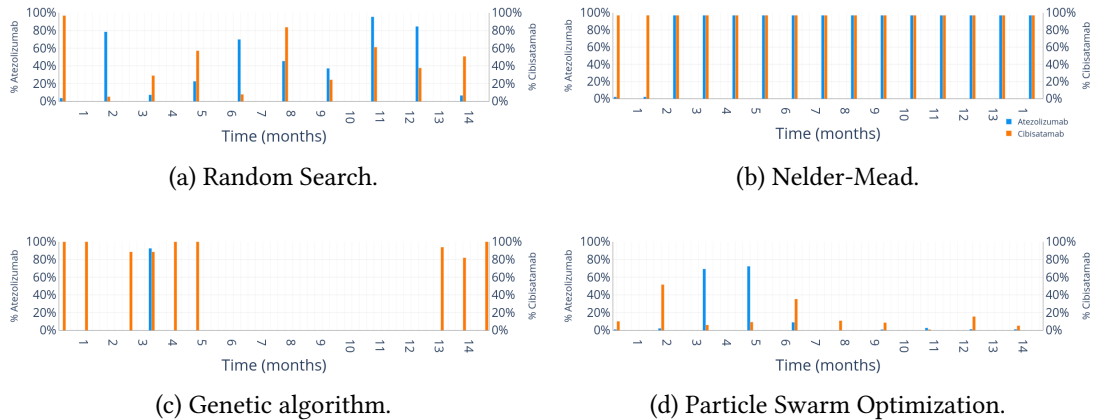 100% 100% 100% 100%
80% 80% 80% 80%
60% 60% 60% 60%
40% 40% 40% 40%
20% 20% 20% 20%
0% 0% 0% 0%
% Atezolizumab % Cibisatameub % Atezolizumab % Cibisatamab
1 2 3 4 5 6 7 8 9 10 11 12 13 14 1 2 3 4 5 6 7 8 9 10 11 12 13 1
Time (months) Time (months)
Atezolizumab
Cibisatamab
(a) Random Search. (b) Nelder-Mead.
100% 100% 100% 100%
80% 80% 80% 80%
60% 60% 60% 60%
40% 40% 40% 40%
20% 20% 20% 20%
0% 0% 0% 0%
% Atezolizumab % Cibisatamab % Atezolizumab % Cibisatamab
1 2 3 4 5 6 7 8 9 10 11 12 13 14 1 2 3 4 5 6 7 8 9 10 11 12 13 14
Time (months) Time (months)
(c) Genetic algorithm. (d) Particle Swarm Optimization.